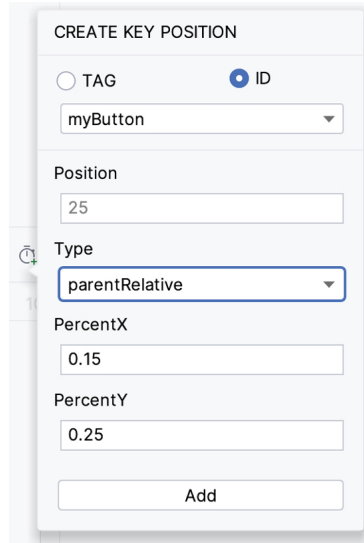 CREATE KEY POSITION
TAG
ID
myButton
Position
25
Type
parentRelative
PercentX
0.15
PercentY
0.25
Add